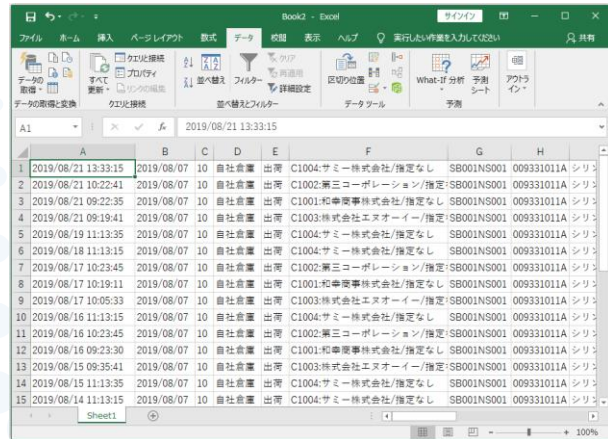 Book2 - Excel サインイン
ファイル ホーム 挿入 ページレイアウト 数式 データ 校閲 表示 ヘルプ 実行したい作業を入力してください 共有
データの取得 すべて更新 クエリと接続 プロパティ リンクの編集 並べ替え フィルター クリア 再適用 詳細設定 区切り位置 What-If 分析 予測シート アウトライン
データの取得と変換 クエリと接続 並べ替えとフィルター データ ツール 予測
A1 fx 2019/08/21 13:33:15
A B C D E F G H
1 2019/08/21 13:33:15 2019/08/07 10 自社倉庫 出荷 C1004:サミー株式会社/指定なし SB001NS001 009331011A シリン
2 2019/08/21 10:22:41 2019/08/07 10 自社倉庫 出荷 C1002:第三コーポレーション/指定 SB001NS001 009331011A シリン
3 2019/08/21 09:22:35 2019/08/07 10 自社倉庫 出荷 C1001:和幸商事株式会社/指定なし SB001NS001 009331011A シリン
4 2019/08/21 09:19:41 2019/08/07 10 自社倉庫 出荷 C1003:株式会社エヌオーイー/指定 SB001NS001 009331011A シリン
5 2019/08/19 11:13:35 2019/08/07 10 自社倉庫 出荷 C1004:サミー株式会社/指定なし SB001NS001 009331011A シリン
6 2019/08/18 11:13:15 2019/08/07 10 自社倉庫 出荷 C1004:サミー株式会社/指定なし SB001NS001 009331011A シリン
7 2019/08/17 10:23:45 2019/08/07 10 自社倉庫 出荷 C1002:第三コーポレーション/指定 SB001NS001 009331011A シリン
8 2019/08/17 10:19:11 2019/08/07 10 自社倉庫 出荷 C1001:和幸商事株式会社/指定なし SB001NS001 009331011A シリン
9 2019/08/17 10:05:33 2019/08/07 10 自社倉庫 出荷 C1003:株式会社エヌオーイー/指定 SB001NS001 009331011A シリン
10 2019/08/16 11:13:15 2019/08/07 10 自社倉庫 出荷 C1004:サミー株式会社/指定なし SB001NS001 009331011A シリン
11 2019/08/16 10:23:45 2019/08/07 10 自社倉庫 出荷 C1002:第三コーポレーション/指定 SB001NS001 009331011A シリン
12 2019/08/16 09:23:30 2019/08/07 10 自社倉庫 出荷 C1001:和幸商事株式会社/指定なし SB001NS001 009331011A シリン
13 2019/08/15 09:35:41 2019/08/07 10 自社倉庫 出荷 C1003:株式会社エヌオーイー/指定 SB001NS001 009331011A シリン
14 2019/08/15 11:13:35 2019/08/07 10 自社倉庫 出荷 C1004:サミー株式会社/指定なし SB001NS001 009331011A シリン
15 2019/08/14 11:13:15 2019/08/07 10 自社倉庫 出荷 C1004:サミー株式会社/指定なし SB001NS001 009331011A シリン
Sheet1
100%